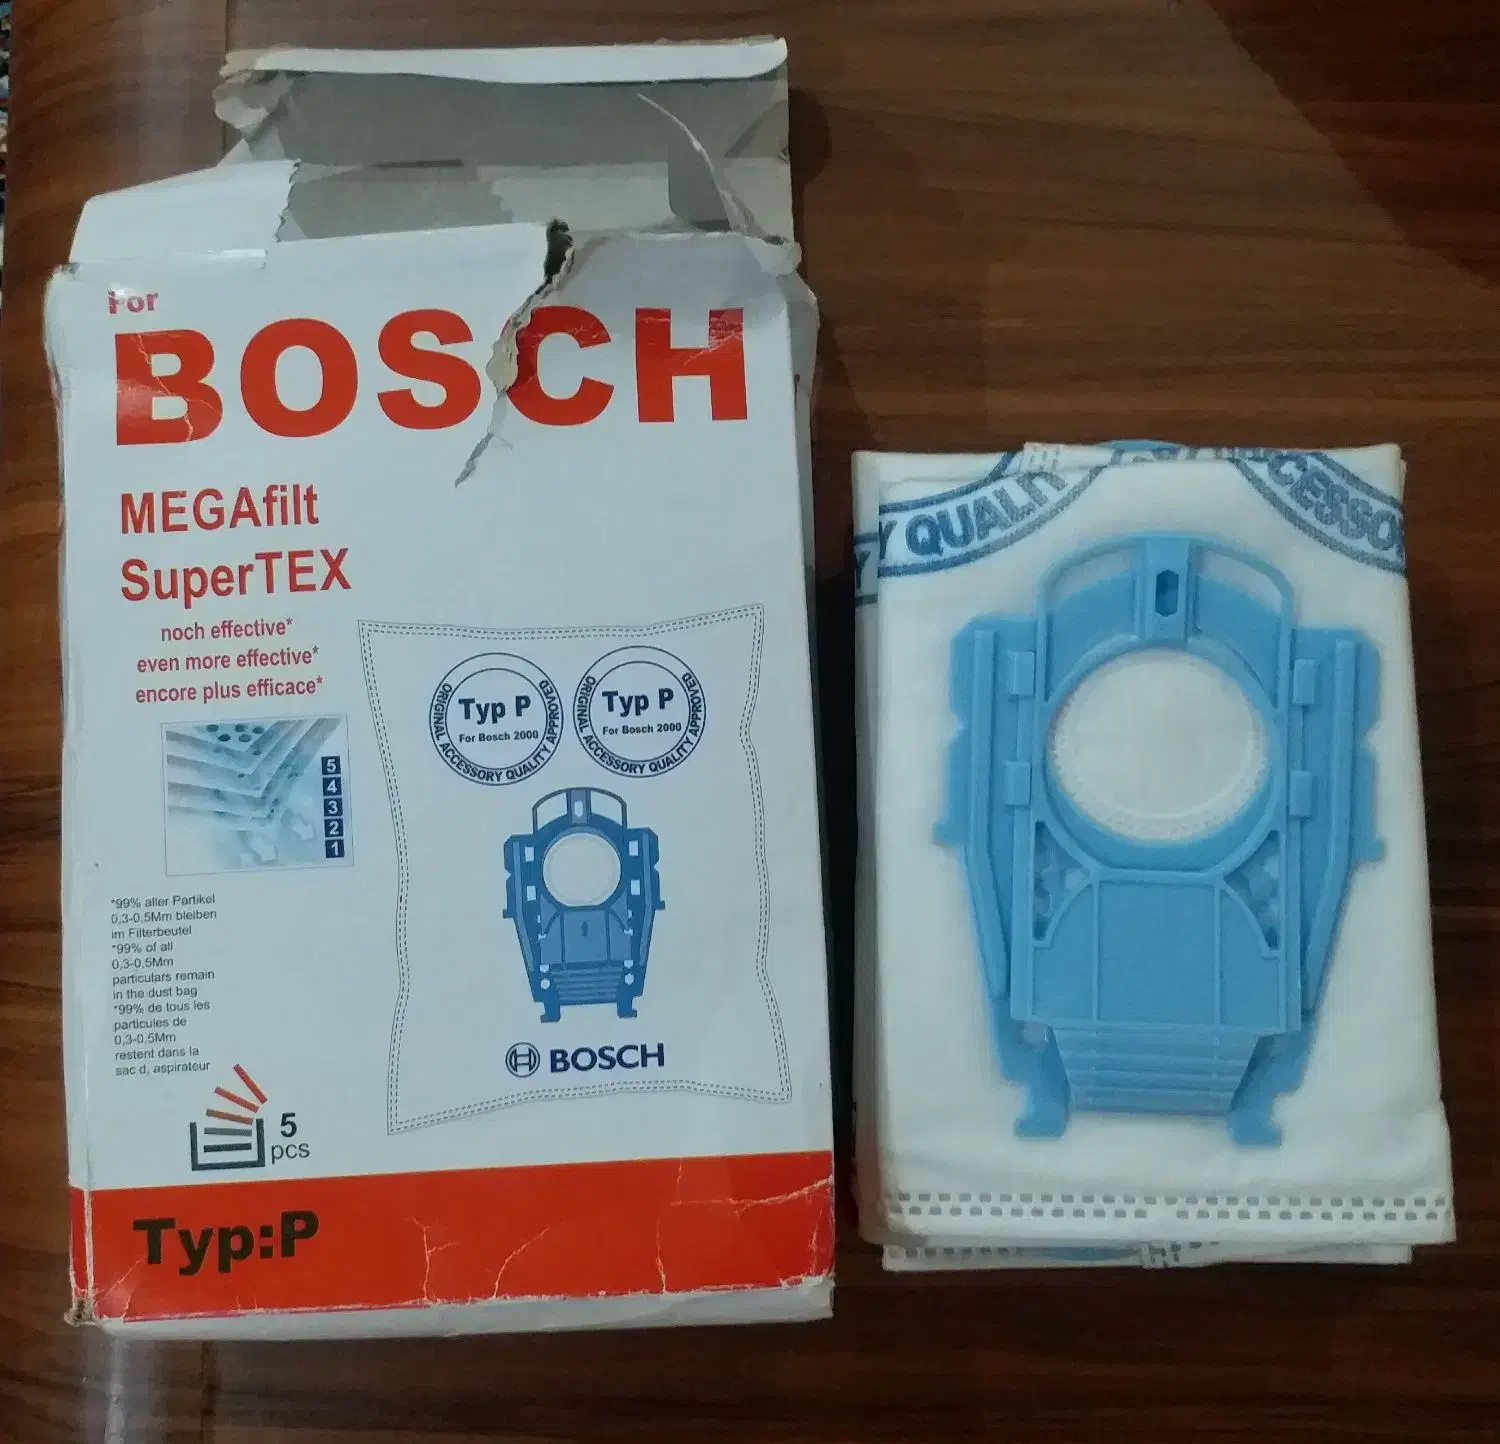 For
BOSCH
MEGAfilt
SuperTEX
noch effective*
even more effective*
encore plus efficace*
5
4
3
2
1
*99% aller Partikel
0,3-0,5Mm bleiben
im Filterbeutel
*99% of all
0,3-0,5Mm
particulars remain
in the dust bag
*99% de tous les
particules de
0,3-0,5Mm
restent dans la
sac d, aspirateur
5
pcs
Typ:P
Typ P
For Bosch 2000
ORIGINAL ACCESSORY QUALITY APPROVED
Typ P
For Bosch 2000
ORIGINAL ACCESSORY QUALITY APPROVED
BOSCH
Y QUALIT
CESSO